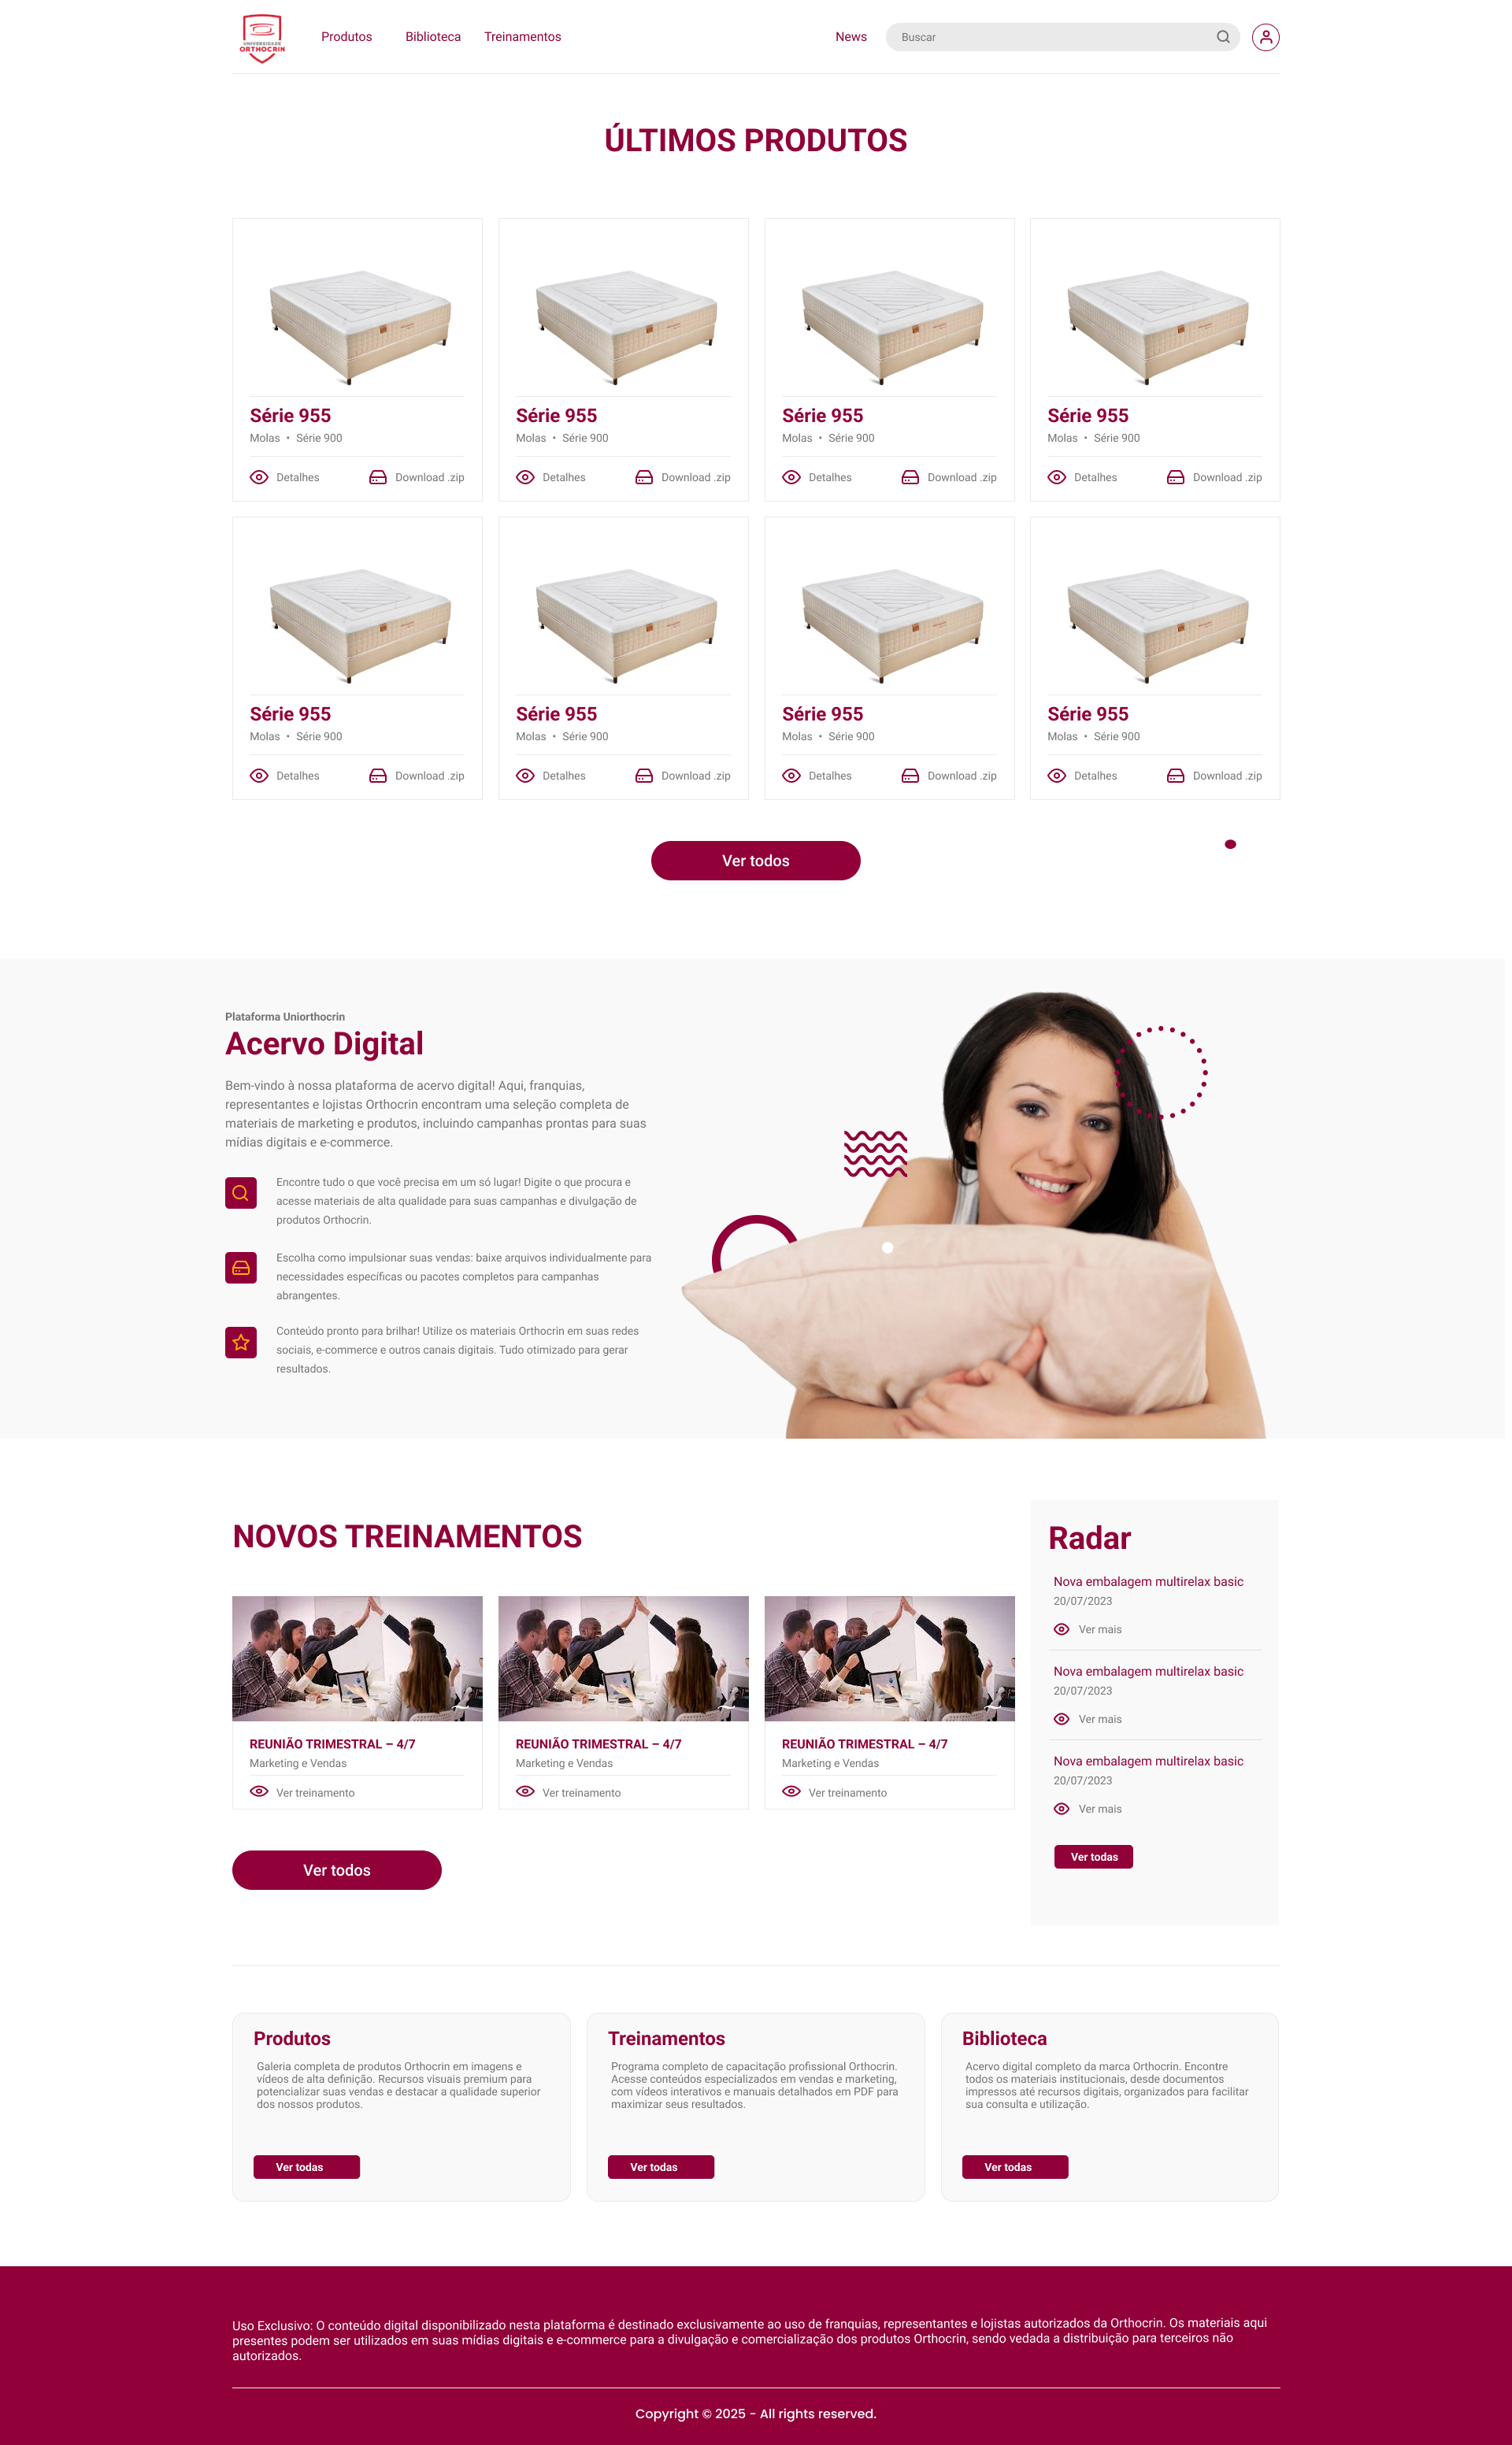 UNIVERSIDADE
ORTHOCRIN
Produtos
Biblioteca
Treinamentos
News
Buscar
ÚLTIMOS PRODUTOS
Série 955
Molas • Série 900
Detalhes
Download .zip
Série 955
Molas • Série 900
Detalhes
Download .zip
Série 955
Molas • Série 900
Detalhes
Download .zip
Série 955
Molas • Série 900
Detalhes
Download .zip
Série 955
Molas • Série 900
Detalhes
Download .zip
Série 955
Molas • Série 900
Detalhes
Download .zip
Série 955
Molas • Série 900
Detalhes
Download .zip
Série 955
Molas • Série 900
Detalhes
Download .zip
Ver todos
Plataforma Uniorthocrin
Acervo Digital
Bem-vindo à nossa plataforma de acervo digital! Aqui, franquias,
representantes e lojistas Orthocrin encontram uma seleção completa de
materiais de marketing e produtos, incluindo campanhas prontas para suas
mídias digitais e e-commerce.
Encontre tudo o que você precisa em um só lugar! Digite o que procura e
acesse materiais de alta qualidade para suas campanhas e divulgação de
produtos Orthocrin.
Escolha como impulsionar suas vendas: baixe arquivos individualmente para
necessidades específicas ou pacotes completos para campanhas
abrangentes.
Conteúdo pronto para brilhar! Utilize os materiais Orthocrin em suas redes
sociais, e-commerce e outros canais digitais. Tudo otimizado para gerar
resultados.
NOVOS TREINAMENTOS
REUNIÃO TRIMESTRAL – 4/7
Marketing e Vendas
Ver treinamento
REUNIÃO TRIMESTRAL – 4/7
Marketing e Vendas
Ver treinamento
REUNIÃO TRIMESTRAL – 4/7
Marketing e Vendas
Ver treinamento
Ver todos
Radar
Nova embalagem multirelax basic
20/07/2023
Ver mais
Nova embalagem multirelax basic
20/07/2023
Ver mais
Nova embalagem multirelax basic
20/07/2023
Ver mais
Ver todas
Produtos
Galeria completa de produtos Orthocrin em imagens e
vídeos de alta definição. Recursos visuais premium para
potencializar suas vendas e destacar a qualidade superior
dos nossos produtos.
Ver todas
Treinamentos
Programa completo de capacitação profissional Orthocrin.
Acesse conteúdos especializados em vendas e marketing,
com vídeos interativos e manuais detalhados em PDF para
maximizar seus resultados.
Ver todas
Biblioteca
Acervo digital completo da marca Orthocrin. Encontre
todos os materiais institucionais, desde documentos
impressos até recursos digitais, organizados para facilitar
sua consulta e utilização.
Ver todas
Uso Exclusivo: O conteúdo digital disponibilizado nesta plataforma é destinado exclusivamente ao uso de franquias, representantes e lojistas autorizados da Orthocrin. Os materiais aqui
presentes podem ser utilizados em suas mídias digitais e e-commerce para a divulgação e comercialização dos produtos Orthocrin, sendo vedada a distribuição para terceiros não
autorizados.
Copyright © 2025 - All rights reserved.